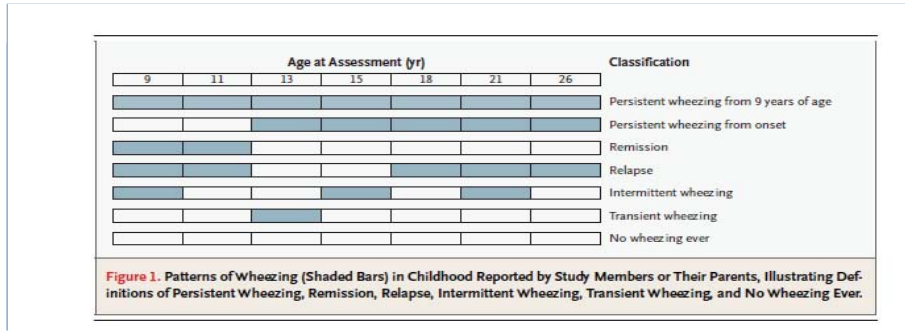 Age at Assessment (yr) Classification
9 11 13 15 18 21 26
Persistent wheezing from 9 years of age
Persistent wheezing from onset
Remission
Relapse
Intermittent wheezing
Transient wheezing
No wheezing ever
Figure 1. Patterns of Wheezing (Shaded Bars) in Childhood Reported by Study Members or Their Parents, Illustrating Def-
initions of Persistent Wheezing, Remission, Relapse, Intermittent Wheezing, Transient Wheezing, and No Wheezing Ever.